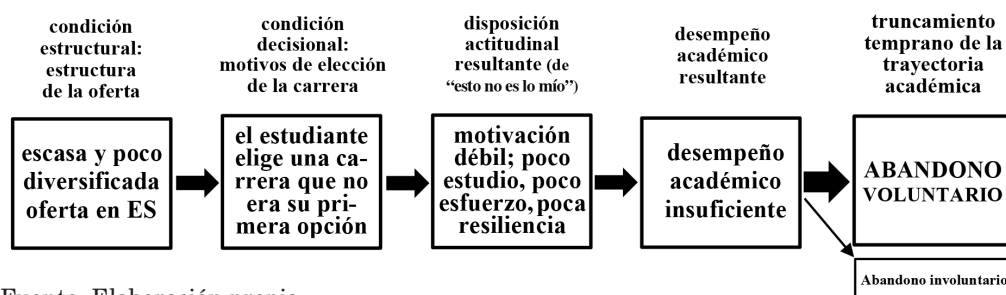 condición
estructural:
estructura
de la oferta
condición
decisional:
motivos de elección
de la carrera
disposición
actitudinal
resultante (de
“esto no es lo mío”)
desempeño
académico
resultante
truncamiento
temprano de la
trayectoria
académica
escasa y poco
diversificada
oferta en ES
el estudiante
elige una ca-
rrera que no
era su pri-
mera opción
motivación
débil; poco
estudio, poco
esfuerzo, poca
resiliencia
desempeño
académico
insuficiente
ABANDONO
VOLUNTARIO
Abandono involuntario
Fuente. Elaboración propia